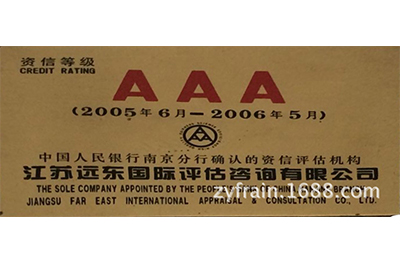 资信等级
CREDIT RATING
AAA
(2005年6月—2006年5月)
中国人民银行南京分行确认的资信评估机构
江苏远东国际评估咨询有限公司
THE SOLE COMPANY APPOINTED BY THE PEOPLE'S
zyfrain.1688.com
JIANGSU FAR EAST INTERNATIONAL APPRAISAL & CONSULTATION CO., LTD.